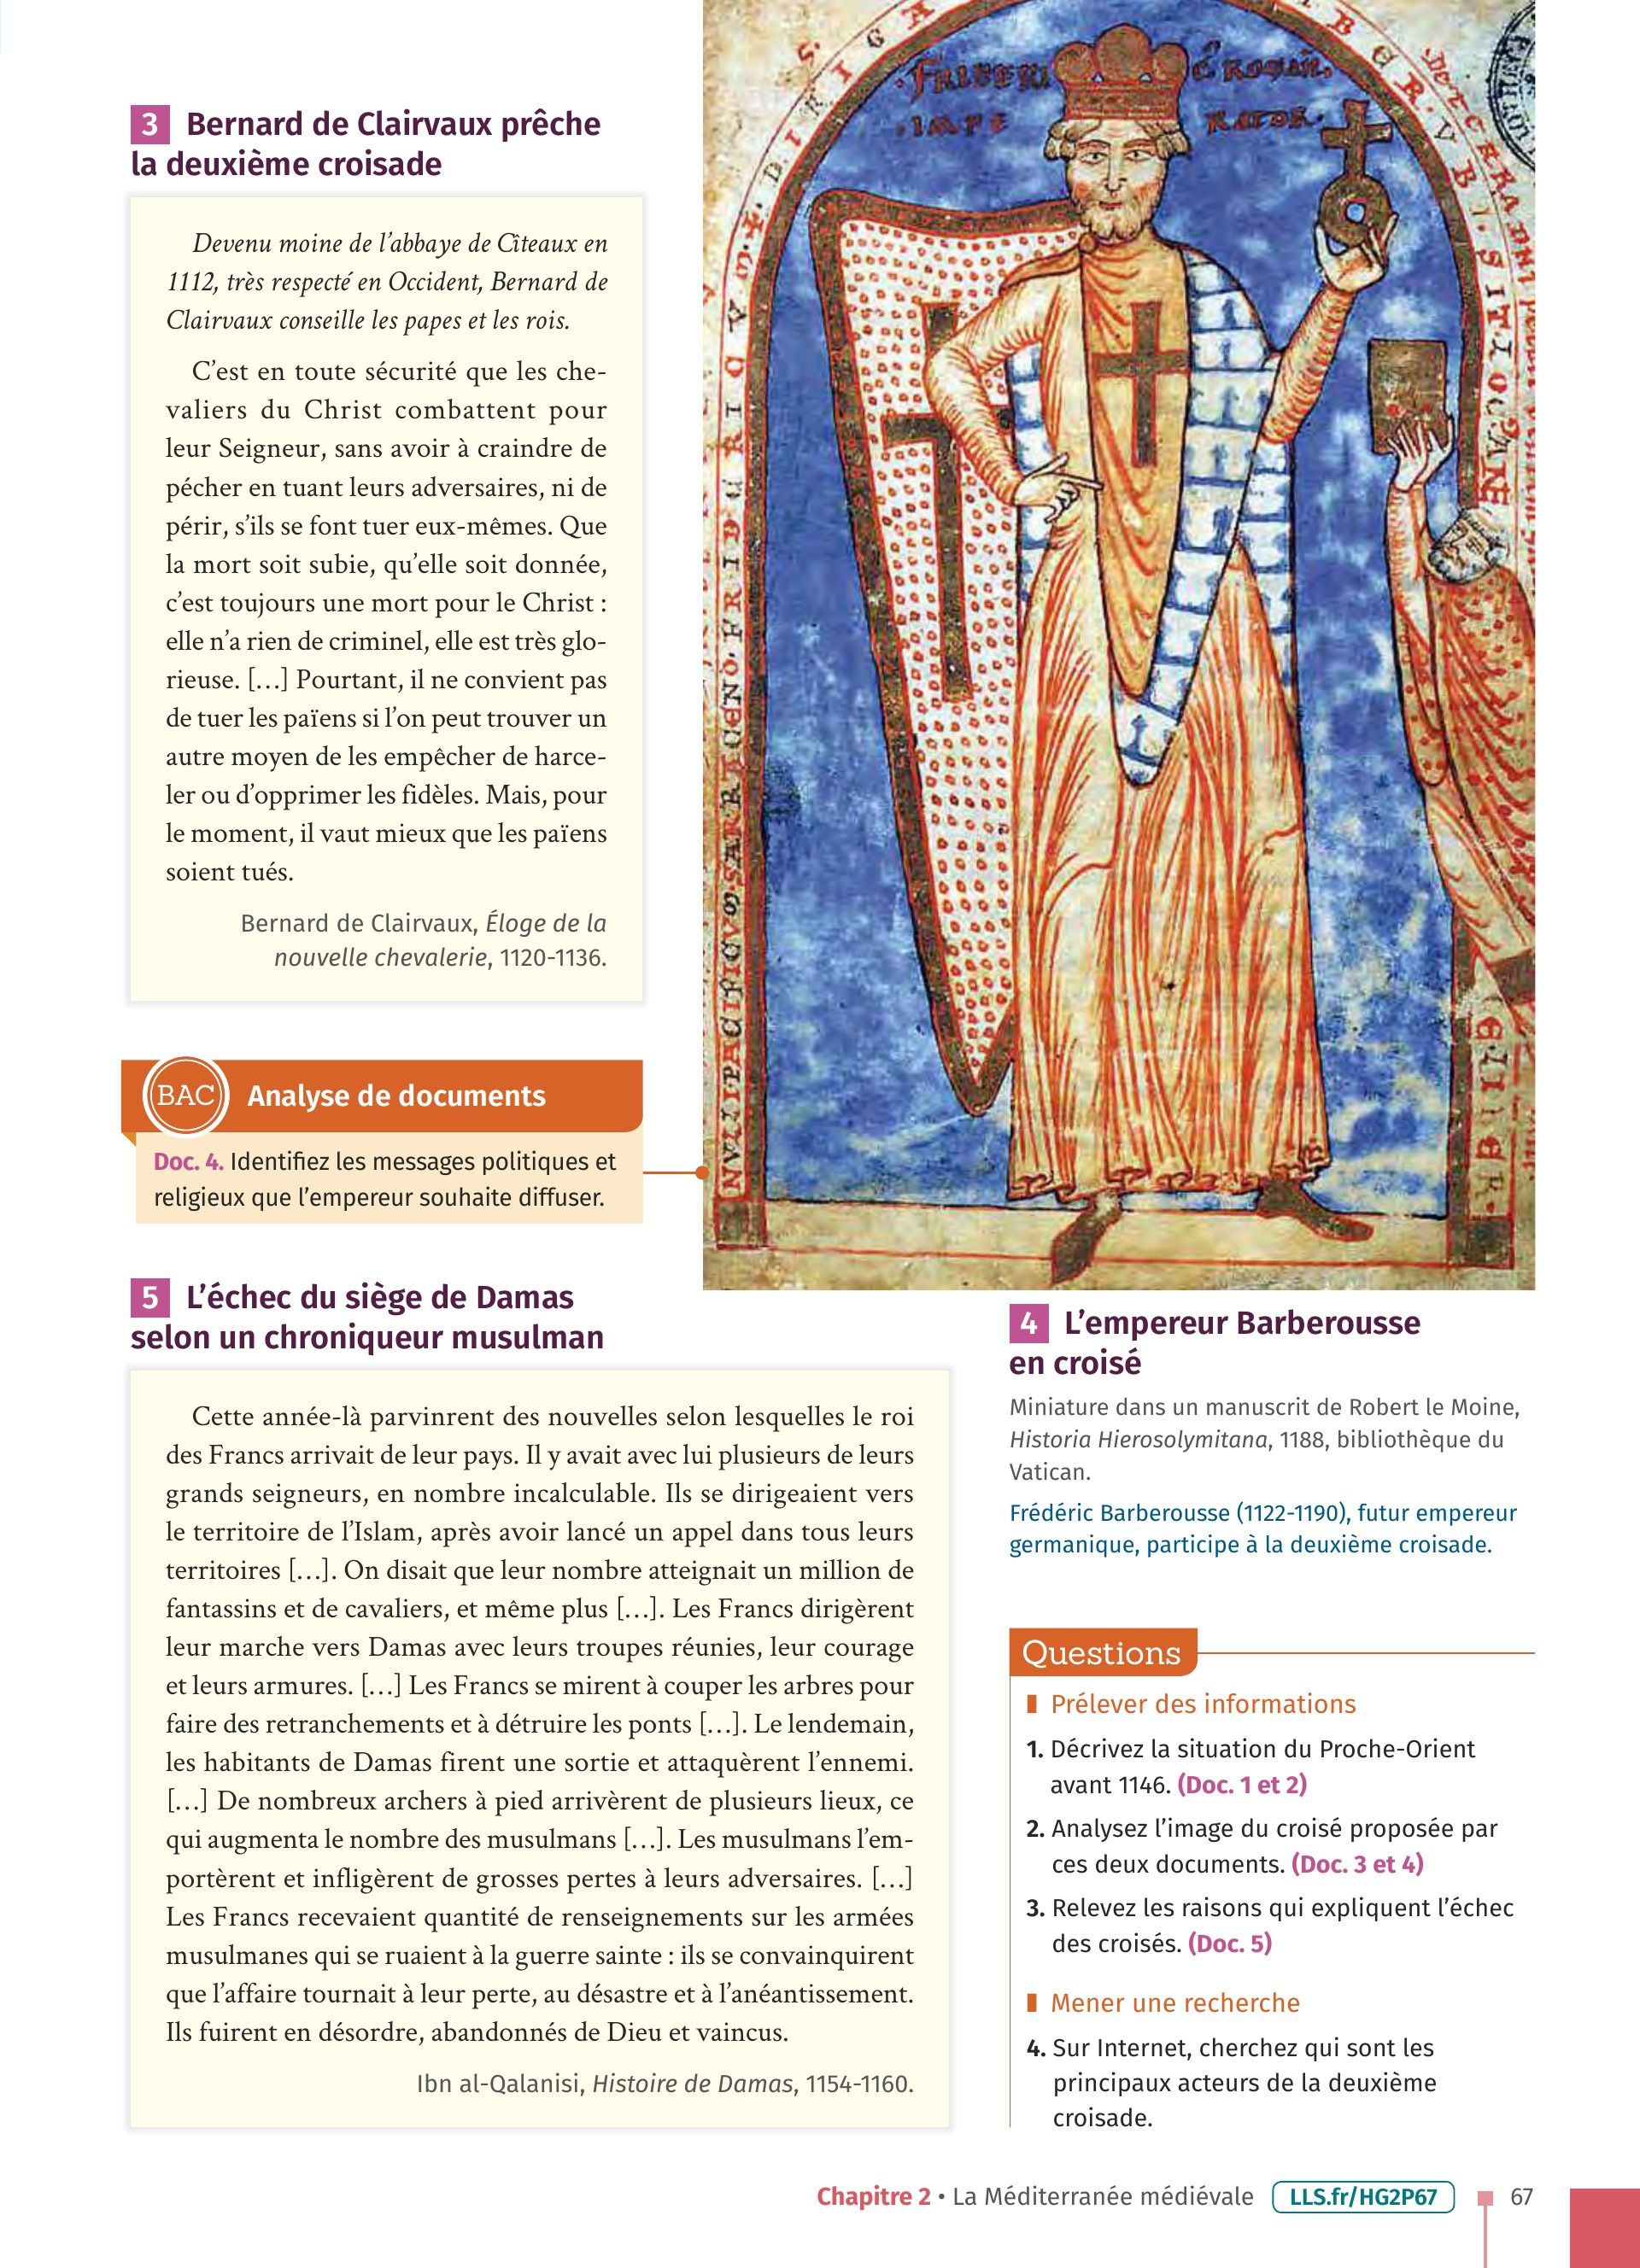 3 Bernard de Clairvaux prêche
la deuxième croisade
Devenu moine de l'abbaye de Cîteaux en
1112, très respecté en Occident, Bernard de
Clairvaux conseille les papes et les rois.
C'est en toute sécurité que les che-
valiers du Christ combattent pour
leur Seigneur, sans avoir à craindre de
pécher en tuant leurs adversaires, ni de
périr, s'ils se font tuer eux-mêmes. Que
la mort soit subie, qu'elle soit donnée,
c'est toujours une mort pour le Christ :
elle n'a rien de criminel, elle est très glo-
rieuse. […] Pourtant, il ne convient pas
de tuer les païens si l'on peut trouver un
autre moyen de les empêcher de harce-
ler ou d'opprimer les fidèles. Mais, pour
le moment, il vaut mieux que les païens
soient tués.
Bernard de Clairvaux, Éloge de la
nouvelle chevalerie, 1120-1136.
BAC Analyse de documents
Doc. 4. Identifiez les messages politiques et
religieux que l'empereur souhaite diffuser.
5 L'échec du siège de Damas
selon un chroniqueur musulman
Cette année-là parvinrent des nouvelles selon lesquelles le roi
des Francs arrivait de leur pays. Il y avait avec lui plusieurs de leurs
grands seigneurs, en nombre incalculable. Ils se dirigeaient vers
le territoire de l'Islam, après avoir lancé un appel dans tous leurs
territoires […]. On disait que leur nombre atteignait un million de
fantassins et de cavaliers, et même plus […]. Les Francs dirigèrent
leur marche vers Damas avec leurs troupes réunies, leur courage
et leurs armures. […] Les Francs se mirent à couper les arbres pour
faire des retranchements et à détruire les ponts […]. Le lendemain,
les habitants de Damas firent une sortie et attaquèrent l'ennemi.
[…] De nombreux archers à pied arrivèrent de plusieurs lieux, ce
qui augmenta le nombre des musulmans […]. Les musulmans l'em-
portèrent et infligèrent de grosses pertes à leurs adversaires. […]
Les Francs recevaient quantité de renseignements sur les armées
musulmanes qui se ruaient à la guerre sainte : ils se convainquirent
que l'affaire tournait à leur perte, au désastre et à l'anéantissement.
Ils fuirent en désordre, abandonnés de Dieu et vaincus.
Ibn al-Qalanisi, Histoire de Damas, 1154-1160.
IMPE RATOR
4 L'empereur Barberousse
en croisé
Miniature dans un manuscrit de Robert le Moine,
Historia Hierosolymitana, 1188, bibliothèque du
Vatican.
Frédéric Barberousse (1122-1190), futur empereur
germanique, participe à la deuxième croisade.
Questions
Prélever des informations
1. Décrivez la situation du Proche-Orient
avant 1146. (Doc. 1 et 2)
2. Analysez l'image du croisé proposée par
ces deux documents. (Doc. 3 et 4)
3. Relevez les raisons qui expliquent l'échec
des croisés. (Doc. 5)
Mener une recherche
4. Sur Internet, cherchez qui sont les
principaux acteurs de la deuxième
croisade.
Chapitre 2 • La Méditerranée médiévale LLS.fr/HG2P67 67